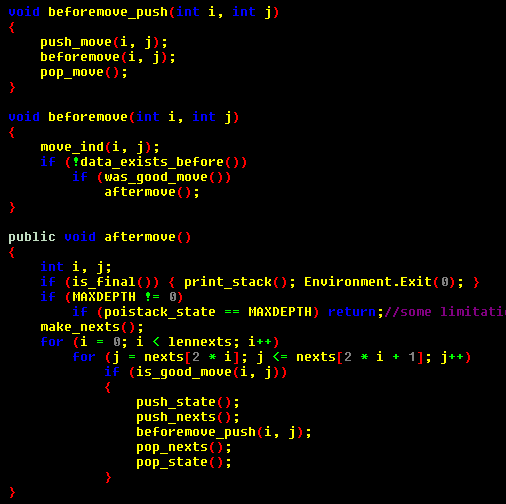 void beforemove_push(int i, int j)
{
    push_move(i, j);
    beforemove(i, j);
    pop_move();
}

void beforemove(int i, int j)
{
    move_ind(i, j);
    if (!data_exists_before())
        if (was_good_move())
            aftermove();
}

public void aftermove()
{
    int i, j;
    if (is_final()) { print_stack(); Environment.Exit(0); }
    if (MAXDEPTH != 0)
        if (poistack_state == MAXDEPTH) return;//some limitati
    make_nexts();
    for (i = 0; i < lennexts; i++)
        for (j = nexts[2 * i]; j <= nexts[2 * i + 1]; j++)
            if (is_good_move(i, j))
            {
                push_state();
                push_nexts();
                beforemove_push(i, j);
                pop_nexts();
                pop_state();
            }
}